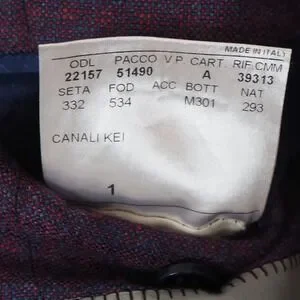 MADE IN ITALY
ODL PACCO V P CART RIF.CMM
22157 51490 A 39313
SETA FOD ACC BOTT NAT
332 534 M301 293
CANALI KEI
1